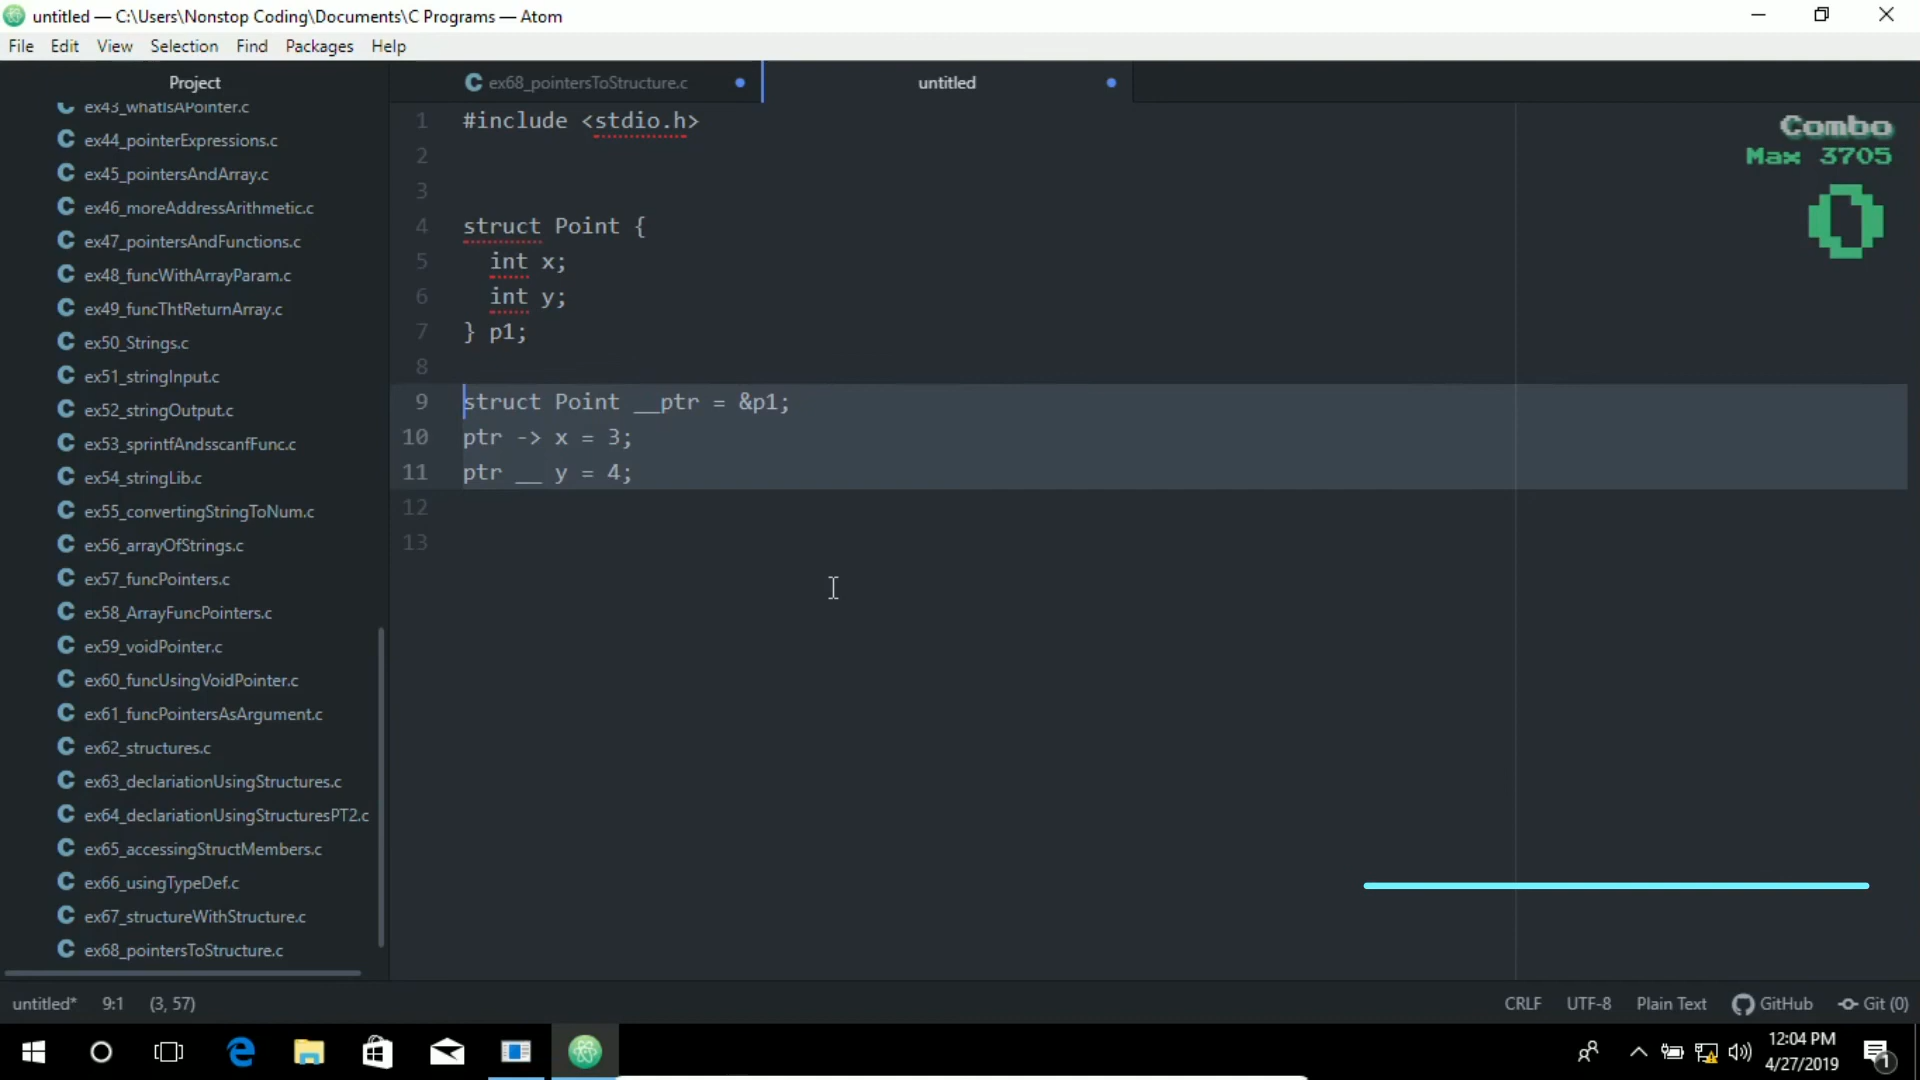 untitled — C:\Users\Nonstop Coding\Documents\C Programs — Atom
File Edit View Selection Find Packages Help
Project
ex43_whatIsAPointer.c
ex44_pointerExpressions.c
ex45_pointersAndArray.c
ex46_moreAddressArithmetic.c
ex47_pointersAndFunctions.c
ex48_funcWithArrayParam.c
ex49_funcThtReturnArray.c
ex50_Strings.c
ex51_stringInput.c
ex52_stringOutput.c
ex53_sprintfAndsscanfFunc.c
ex54_stringLib.c
ex55_convertingStringToNum.c
ex56_arrayOfStrings.c
ex57_funcPointers.c
ex58_ArrayFuncPointers.c
ex59_voidPointer.c
ex60_funcUsingVoidPointer.c
ex61_funcPointersAsArgument.c
ex62_structures.c
ex63_declariationUsingStructures.c
ex64_declariationUsingStructuresPT2.c
ex65_accessingStructMembers.c
ex66_usingTypeDef.c
ex67_structureWithStructure.c
ex68_pointersToStructure.c
ex68_pointersToStructure.c untitled
1 #include <stdio.h>
2
3
4 struct Point {
5 int x;
6 int y;
7 } p1;
8
9 struct Point __ptr = &p1;
10 ptr -> x = 3;
11 ptr __ y = 4;
12
13
Combo
Max 3705
0
untitled* 9:1 (3, 57) CRLF UTF-8 Plain Text GitHub Git (0)
12:04 PM
4/27/2019
1